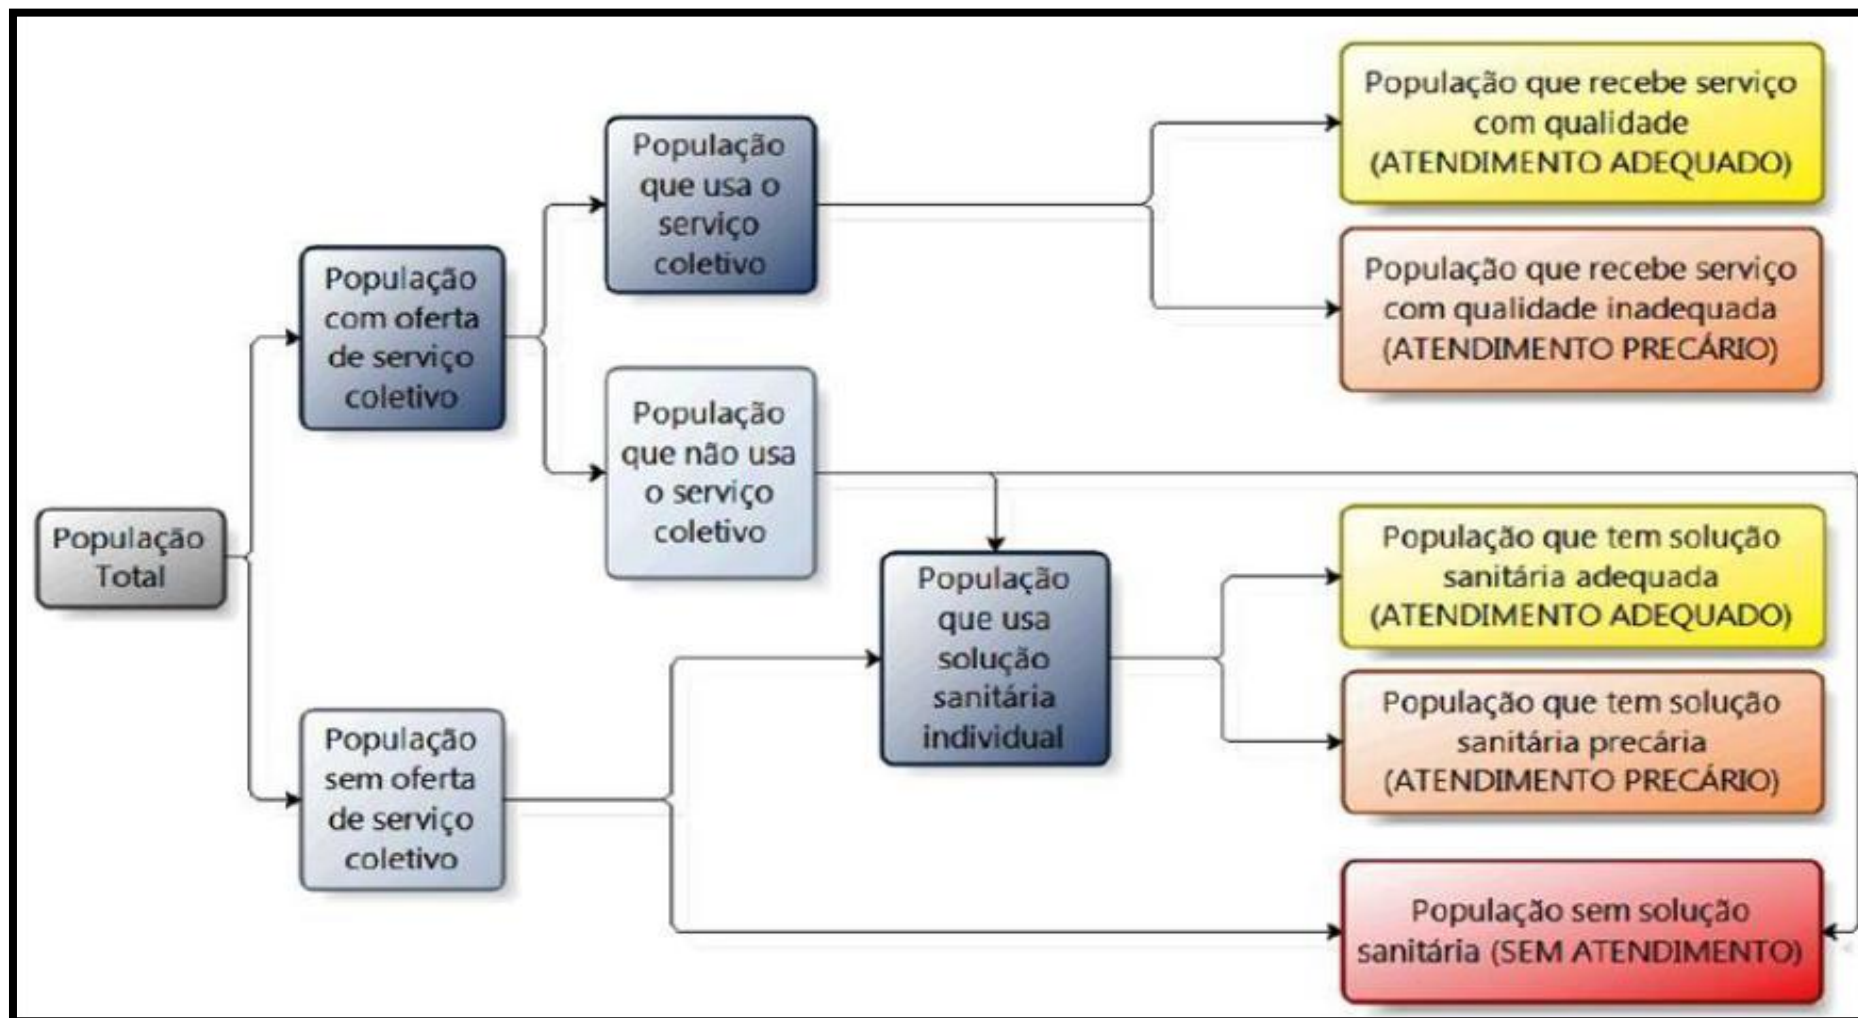 População
Total
População
com oferta
de serviço
coletivo
População
sem oferta
de serviço
coletivo
População
que usa o
serviço
coletivo
População
que não usa
o serviço
coletivo
População
que usa
solução
sanitária
individual
População que recebe serviço
com qualidade
(ATENDIMENTO ADEQUADO)
População que recebe serviço
com qualidade inadequada
(ATENDIMENTO PRECÁRIO)
População que tem solução
sanitária adequada
(ATENDIMENTO ADEQUADO)
População que tem solução
sanitária precária
(ATENDIMENTO PRECÁRIO)
População sem solução
sanitária (SEM ATENDIMENTO)